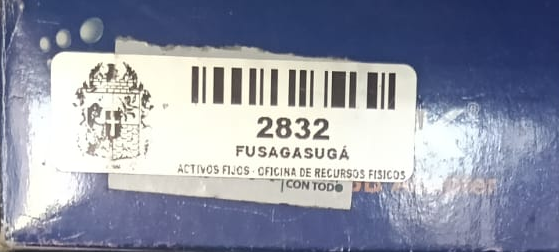 2832
FUSAGASUGÁ
ACTIVOS FIJOS - OFICINA DE RECURSOS FISICOS
CON TODO